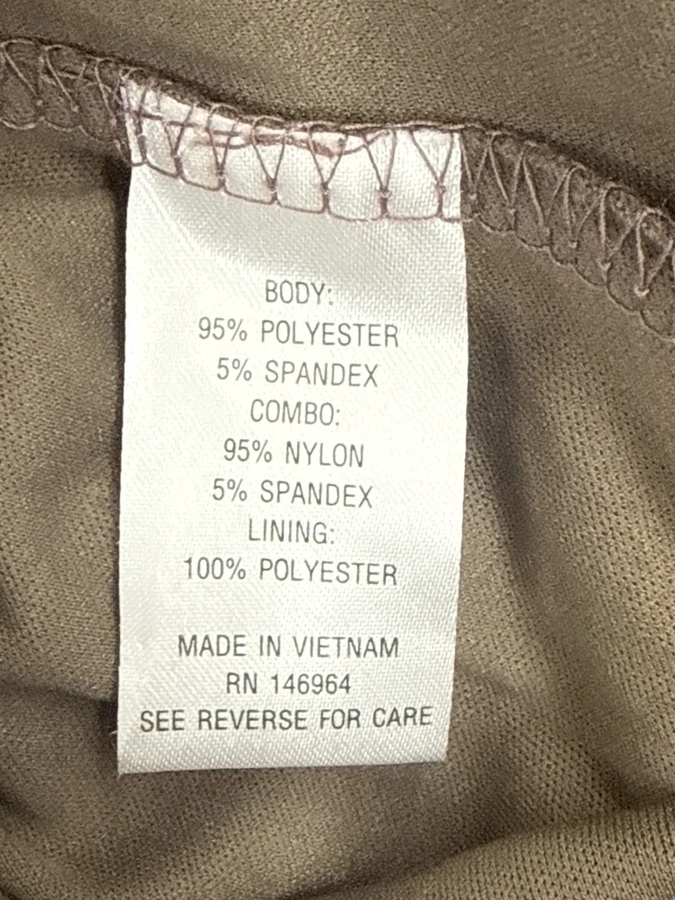 BODY:
95% POLYESTER
5% SPANDEX
COMBO:
95% NYLON
5% SPANDEX
LINING:
100% POLYESTER
MADE IN VIETNAM
RN 146964
SEE REVERSE FOR CARE